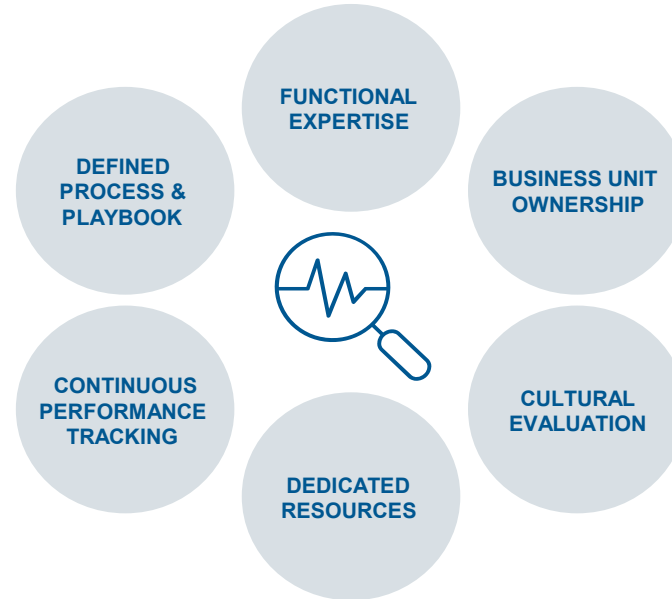 FUNCTIONAL
EXPERTISE
DEFINED
PROCESS &
PLAYBOOK
BUSINESS UNIT
OWNERSHIP
CONTINUOUS
PERFORMANCE
TRACKING
CULTURAL
EVALUATION
DEDICATED
RESOURCES